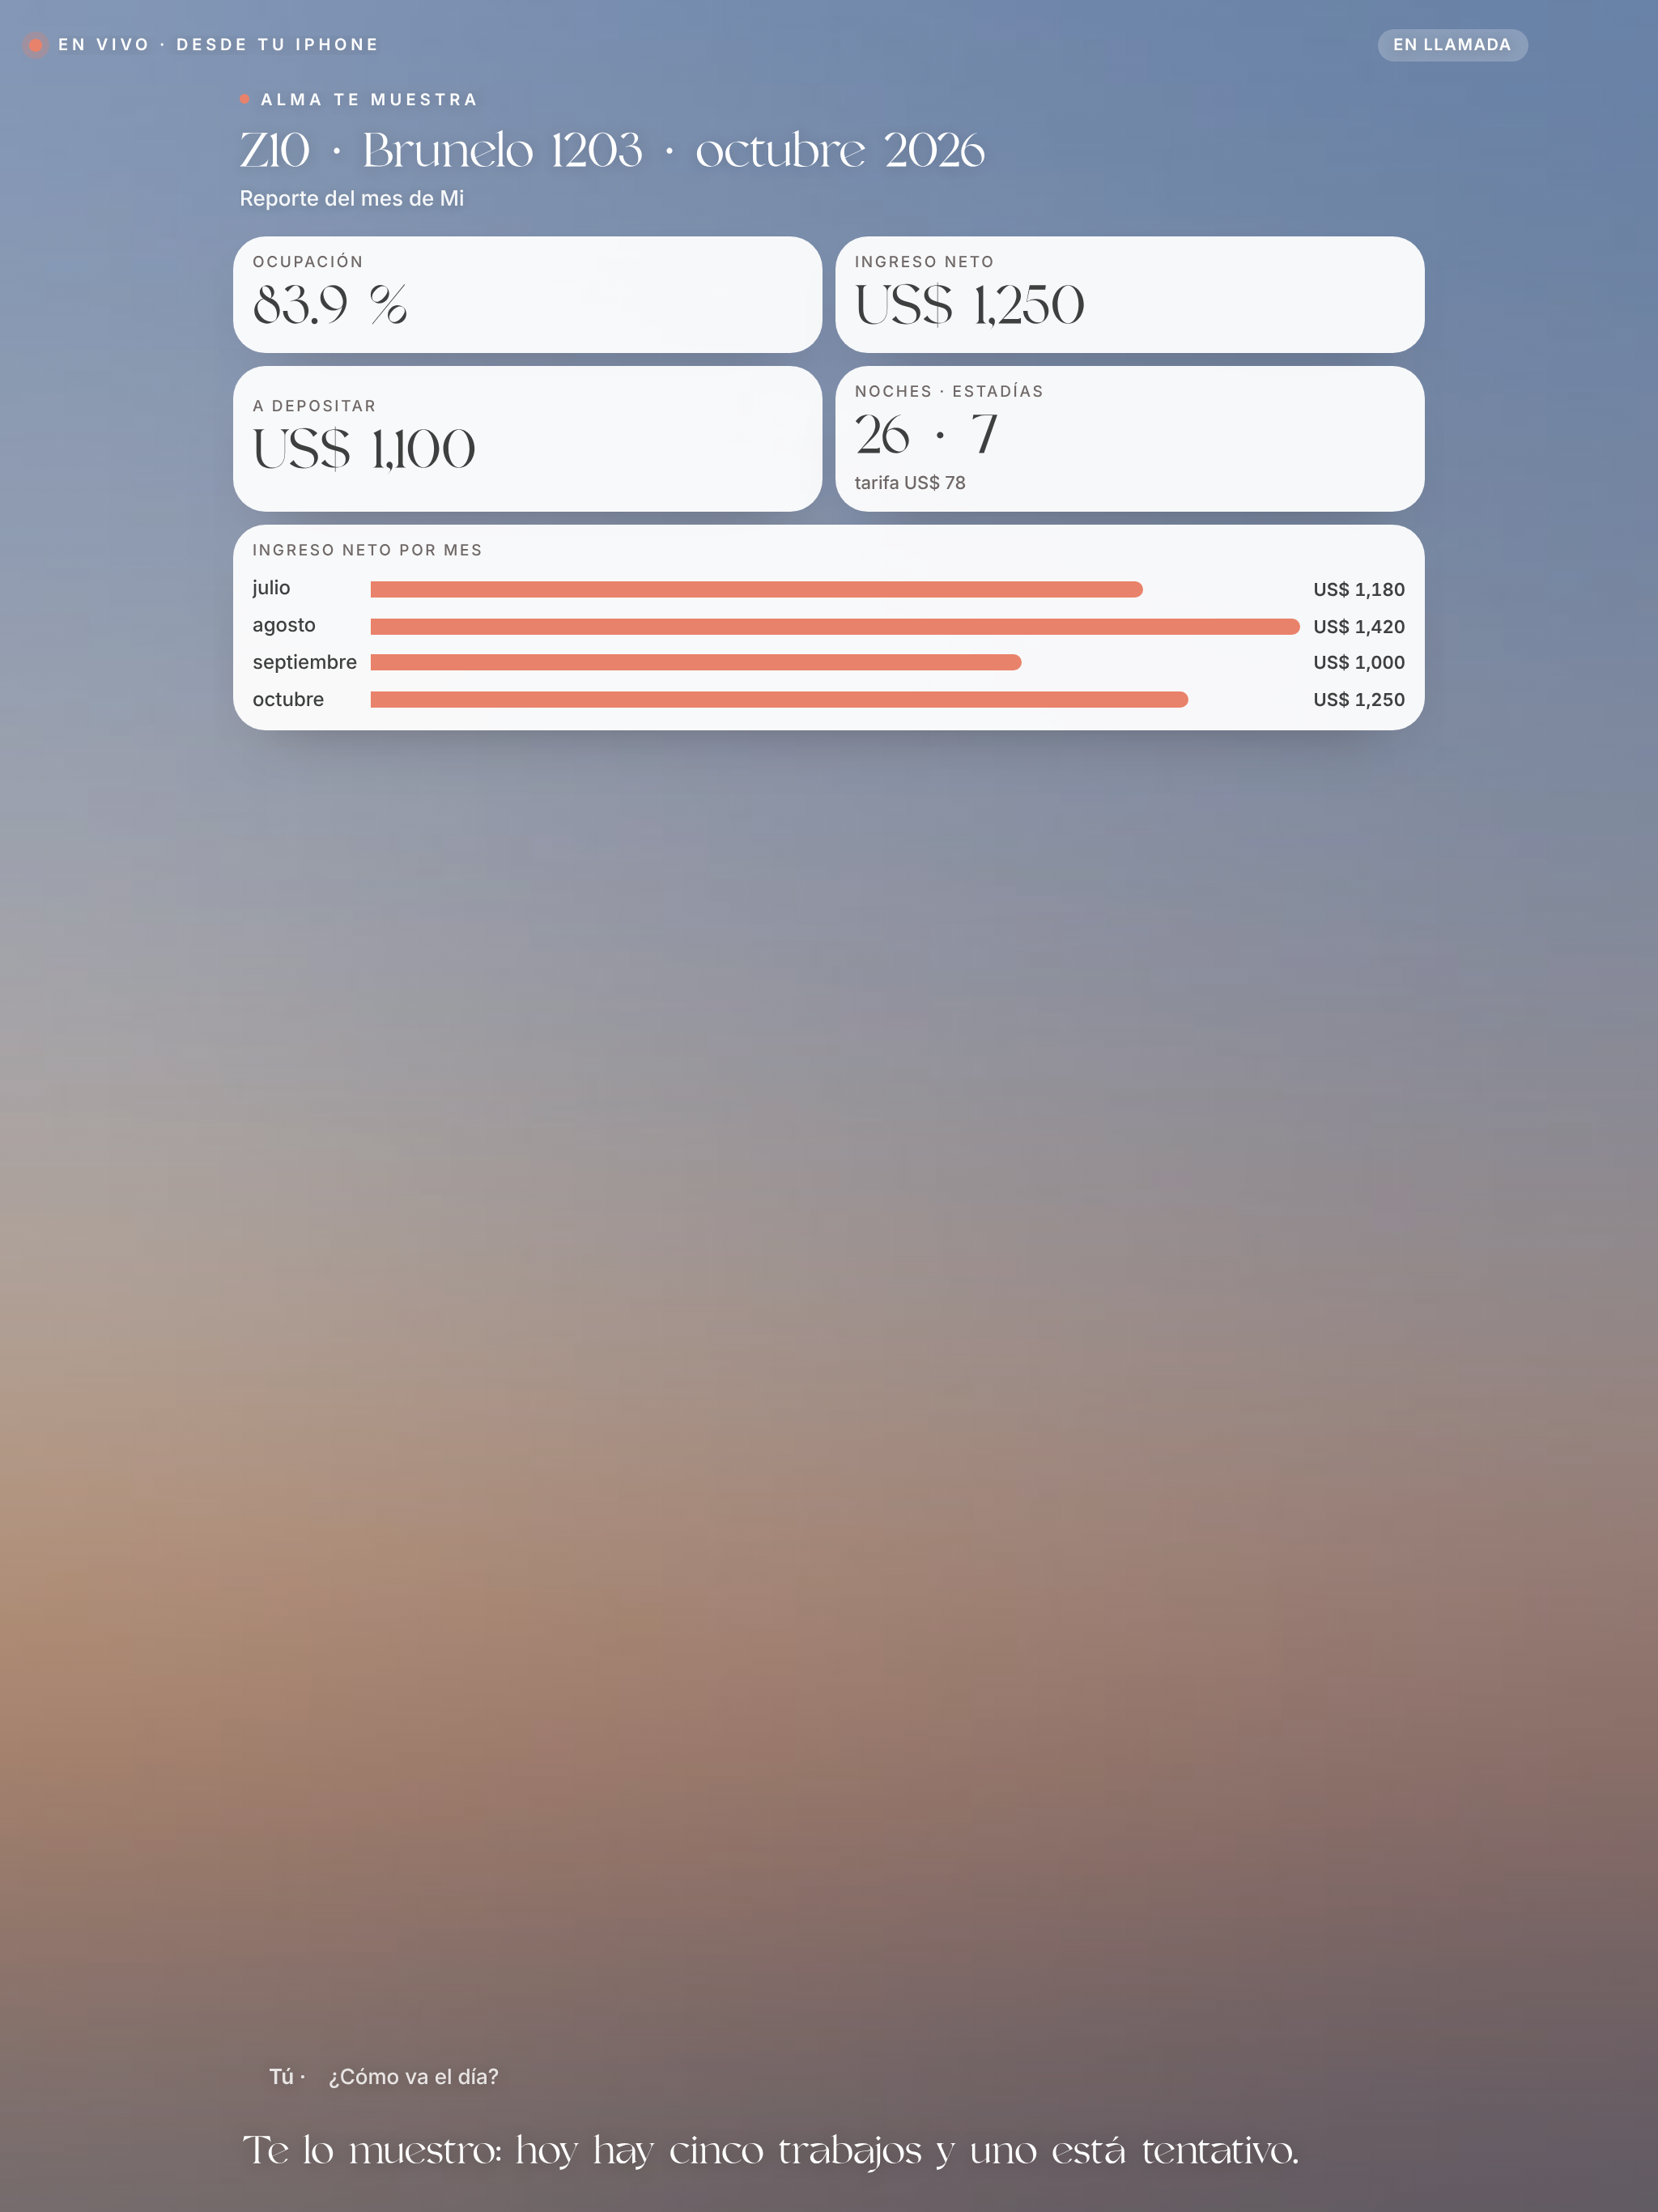 EN VIVO · DESDE TU IPHONE
EN LLAMADA
ALMA TE MUESTRA
Z10 · Brunelo 1203 · octubre 2026
Reporte del mes de Mi
OCUPACIÓN
83.9 %
INGRESO NETO
US$ 1,250
A DEPOSITAR
US$ 1,100
NOCHES · ESTADÍAS
26 · 7
tarifa US$ 78
INGRESO NETO POR MES
julio US$ 1,180
agosto US$ 1,420
septiembre US$ 1,000
octubre US$ 1,250
Tú · ¿Cómo va el día?
Te lo muestro: hoy hay cinco trabajos y uno está tentativo.